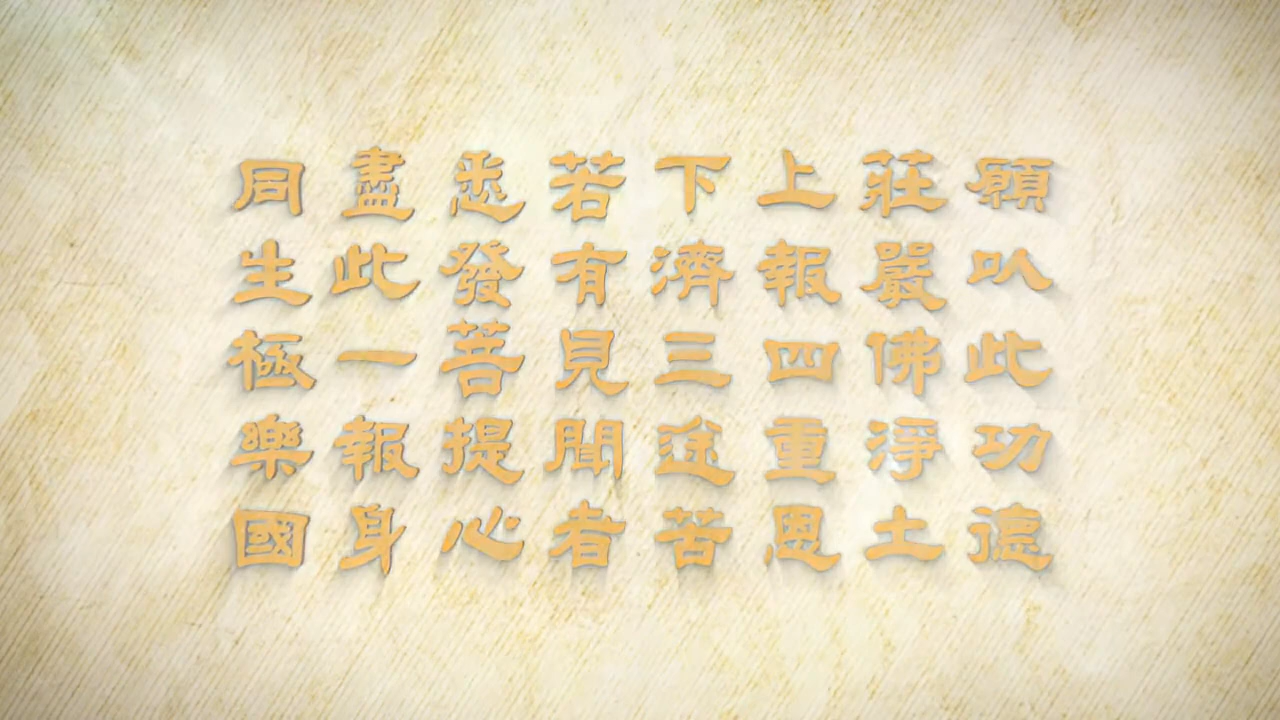 願以此功德
莊嚴佛淨土
上報四重恩
下濟三途苦
若有見聞者
悉發菩提心
盡此一報身
同生極樂國